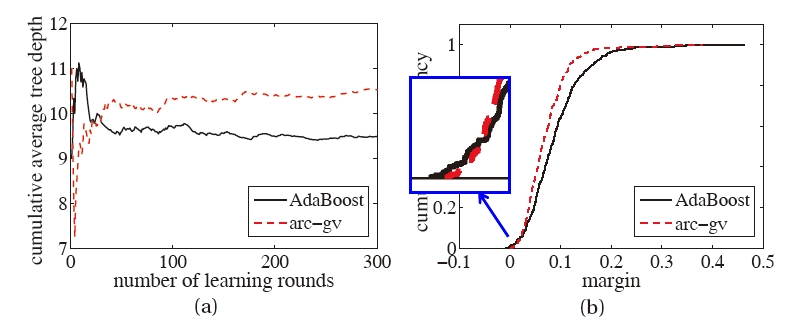 cumulative average tree depth
12
11
10
9
8
7
AdaBoost
arc-gv
0
100
200
300
number of learning rounds
(a)
1
0.2
0
AdaBoost
arc-gv
−0.1
0
0.1
0.2
0.3
0.4
0.5
margin
(b)